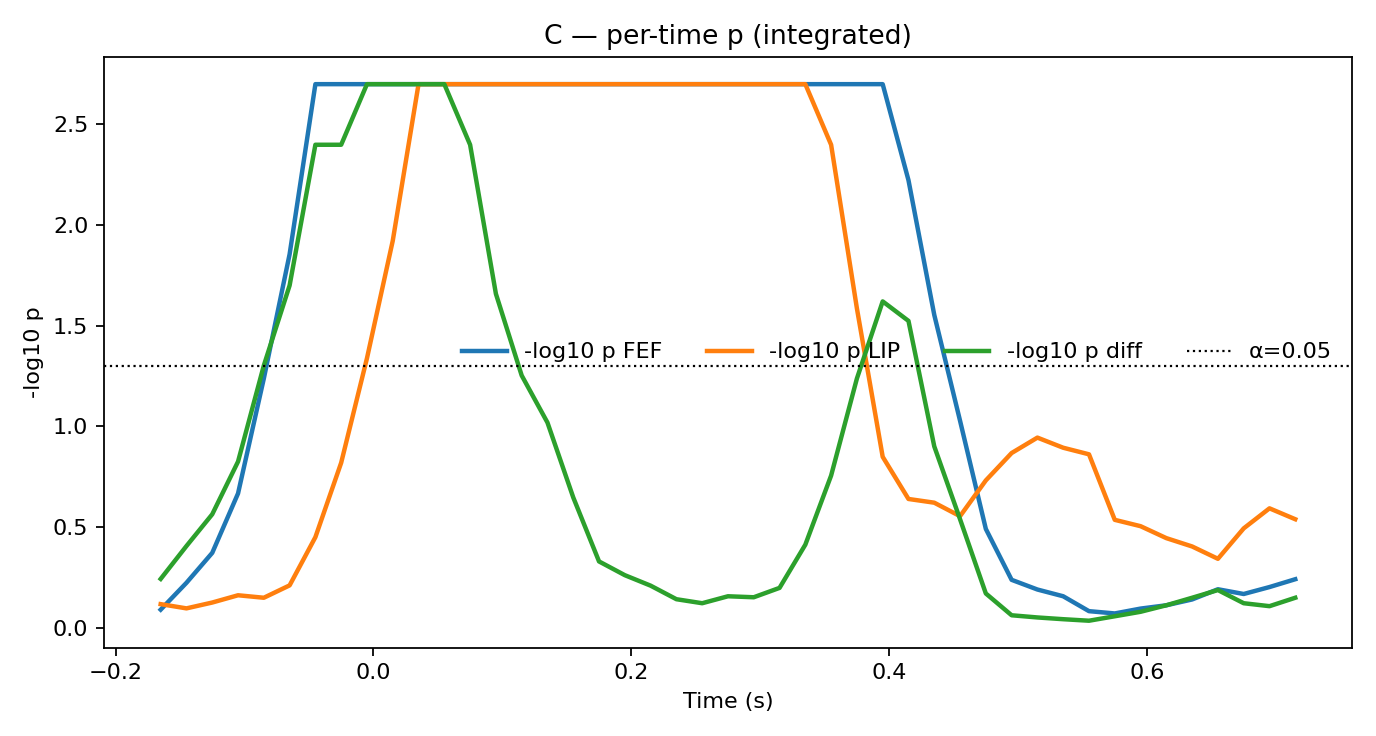 C — per-time p (integrated)
-log10 p
2.5
2.0
1.5
1.0
0.5
0.0
-log10 p FEF -log10 p LIP -log10 p diff α=0.05
−0.2 0.0 0.2 0.4 0.6
Time (s)